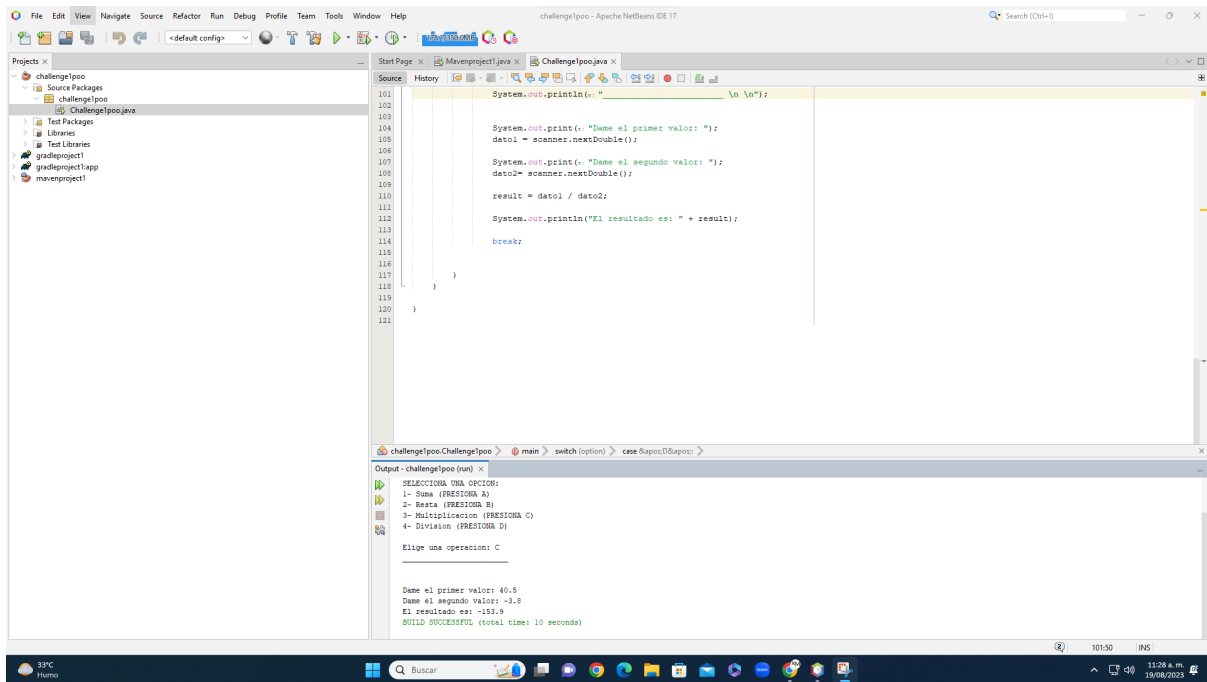 File Edit View Navigate Source Refactor Run Debug Profile Team Tools Window Help
challenge1poo - Apache NetBeans IDE 17
Search (Ctrl+I)
<default config>
Projects
challenge1poo
Source Packages
challenge1poo
Challenge1poo.java
Test Packages
Libraries
Test Libraries
gradleproject1
gradleproject1:app
mavenproject1
Start Page
Mavenproject1.java
Challenge1poo.java
Source History
101 System.out.println(x: "_______________________ \n \n");
102
103
104 System.out.print(s: "Dame el primer valor: ");
105 dato1 = scanner.nextDouble();
106
107 System.out.print(s: "Dame el segundo valor: ");
108 dato2= scanner.nextDouble();
109
110 result = dato1 / dato2;
111
112 System.out.println("El resultado es: " + result);
113
114 break;
115
116
117 }
118 }
119
120 }
121
challenge1poo.Challenge1poo main switch (option) case &apos;D&apos;:
Output - challenge1poo (run)
SELECCIONA UNA OPCION:
1- Suma (PRESIONA A)
2- Resta (PRESIONA B)
3- Multiplicacion (PRESIONA C)
4- Division (PRESIONA D)
Elige una operacion: C
_______________________
Dame el primer valor: 40.5
Dame el segundo valor: -3.8
El resultado es: -153.9
BUILD SUCCESSFUL (total time: 10 seconds)
2
101:50
INS
33°C
Humo
Buscar
11:28 a. m.
19/08/2023